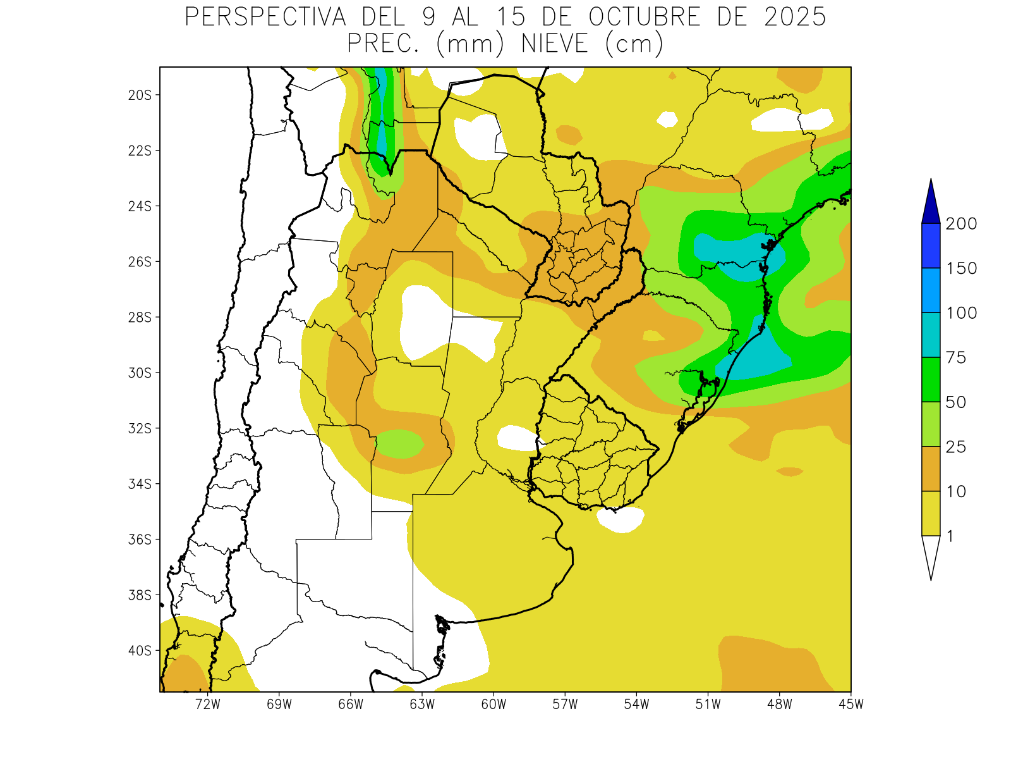 PERSPECTIVA DEL 9 AL 15 DE OCTUBRE DE 2025
PREC. (mm) NIEVE (cm)
20S
22S
24S
26S
28S
30S
32S
34S
36S
38S
40S
72W 69W 66W 63W 60W 57W 54W 51W 48W 45W
200
150
100
75
50
25
10
1